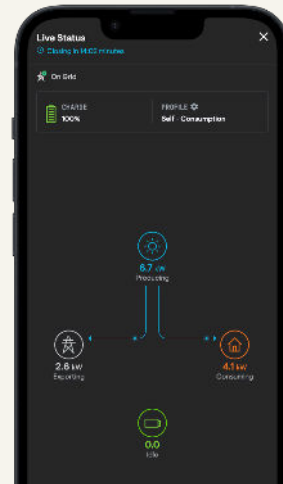 Live Status
Closing in 14:02 minutes
On Grid
CHARGE
100%
PROFILE
Self - Consumption
6.7 kW
Producing
2.6 kW
Exporting
4.1 kW
Consuming
0.0
Idle